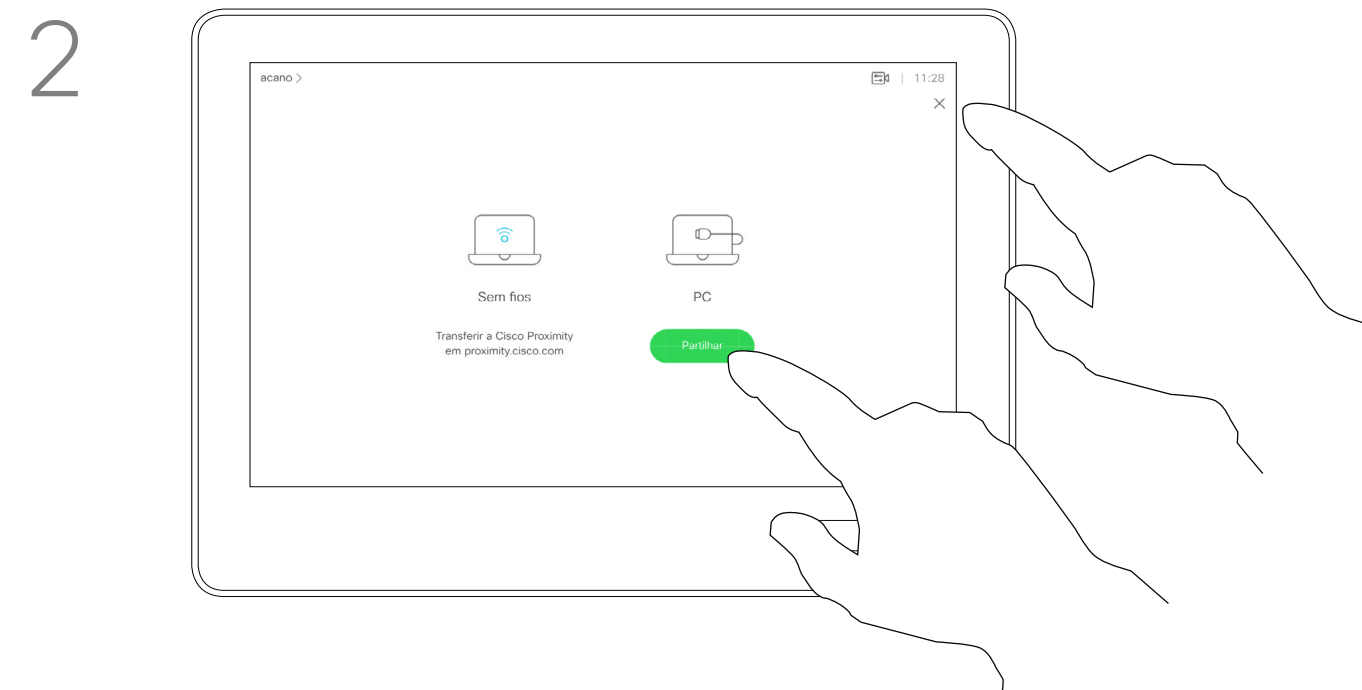 2
acano >
11:28
Sem fios
PC
Transferir a Cisco Proximity
em proximity.cisco.com
Partilhar